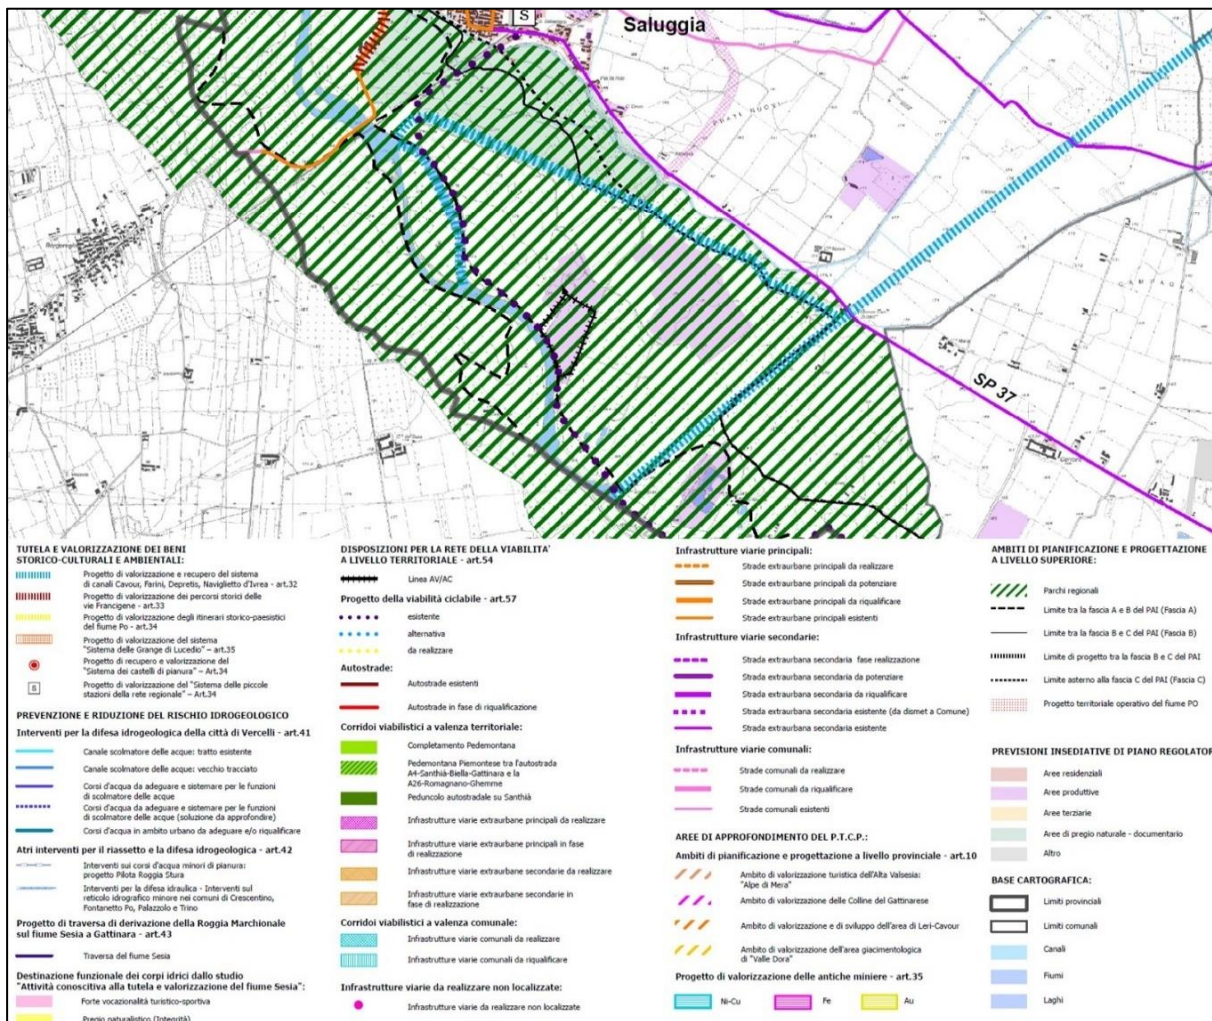 S
Saluggia
PRATI NUOVI
CAMPAGNA
SP 37
TUTELA E VALORIZZAZIONE DEI BENI
STORICO-CULTURALI E AMBIENTALI:
Progetto di valorizzazione e recupero del sistema
di canali Cavour, Farini, Depretis, Naviglietto d'Ivrea - art.32
Progetto di valorizzazione dei percorsi storici delle
vie Francigene - art.33
Progetto di valorizzazione degli itinerari storico-paesistici
del fiume Po - art.34
Progetto di valorizzazione del sistema
"Sistema delle Grange di Lucedio" – art.35
Progetto di recupero e valorizzazione del
"Sistema dei castelli di pianura" – Art.34
S
Progetto di valorizzazione del "Sistema delle piccole
stazioni della rete regionale" – Art.34
PREVENZIONE E RIDUZIONE DEL RISCHIO IDROGEOLOGICO
Interventi per la difesa idrogeologica della città di Vercelli - art.41
Canale scolmatore delle acque: tratto esistente
Canale scolmatore delle acque: vecchio tracciato
Corsi d'acqua da adeguare e sistemare per le funzioni
di scolmatore delle acque
Corsi d'acqua da adeguare e sistemare per le funzioni
di scolmatore delle acque (soluzione da approfondire)
Corsi d'acqua in ambito urbano da adeguare e/o riqualificare
Atri interventi per il riassetto e la difesa idrogeologica - art.42
Interventi sui corsi d'acqua minori di pianura:
progetto Pilota Roggia Stura
Interventi per la difesa idraulica - Interventi sul
reticolo idrografico minore nei comuni di Crescentino,
Fontanetto Po, Palazzolo e Trino
Progetto di traversa di derivazione della Roggia Marchionale
sul fiume Sesia a Gattinara - art.43
Traversa del fiume Sesia
Destinazione funzionale dei corpi idrici dallo studio
"Attività conoscitiva alla tutela e valorizzazione del fiume Sesia":
Forte vocazionalità turistico-sportiva
Pregio naturalistico (Integrità)
DISPOSIZIONI PER LA RETE DELLA VIABILITA'
A LIVELLO TERRITORIALE - art.54
Linea AV/AC
Progetto della viabilità ciclabile - art.57
esistente
alternativa
da realizzare
Autostrade:
Autostrade esistenti
Autostrade in fase di riqualificazione
Corridoi viabilistici a valenza territoriale:
Completamento Pedemontana
Pedemontana Piemontese tra l'autostrada
A4-Santhià-Biella-Gattinara e la
A26-Romagnano-Ghemme
Peduncolo autostradale su Santhià
Infrastrutture viarie extraurbane principali da realizzare
Infrastrutture viarie extraurbane principali in fase
di realizzazione
Infrastrutture viarie extraurbane secondarie da realizzare
Infrastrutture viarie extraurbane secondarie in
fase di realizzazione
Corridoi viabilistici a valenza comunale:
Infrastrutture viarie comunali da realizzare
Infrastrutture viarie comunali da riqualificare
Infrastrutture viarie da realizzare non localizzate:
Infrastrutture viarie da realizzare non localizzate
Infrastrutture viarie principali:
Strade extraurbane principali da realizzare
Strade extraurbane principali da potenziare
Strade extraurbane principali da riqualificare
Strade extraurbane principali esistenti
Infrastrutture viarie secondarie:
Strada extraurbana secondaria fase realizzazione
Strada extraurbana secondaria da potenziare
Strada extraurbana secondaria da riqualificare
Strada extraurbana secondaria esistente (da dismet a Comune)
Strada extraurbana secondaria esistente
Infrastrutture viarie comunali:
Strade comunali da realizzare
Strade comunali da riqualificare
Strade comunali esistenti
AREE DI APPROFONDIMENTO DEL P.T.C.P.:
Ambiti di pianificazione e progettazione a livello provinciale - art.10
Ambito di valorizzazione turistica dell'Alta Valsesia:
"Alpe di Mera"
Ambito di valorizzazione delle Colline del Gattinarese
Ambito di valorizzazione e di sviluppo dell'area di Leri-Cavour
Ambito di valorizzazione dell'area giacimentologica
di "Valle Dora"
Progetto di valorizzazione delle antiche miniere - art.35
Ni-Cu
Fe
Au
AMBITI DI PIANIFICAZIONE E PROGETTAZIONE
A LIVELLO SUPERIORE:
Parchi regionali
Limite tra la fascia A e B del PAI (Fascia A)
Limite tra la fascia B e C del PAI (Fascia B)
Limite di progetto tra la fascia B e C del PAI
Limite asterno alla fascia C del PAI (Fascia C)
Progetto territoriale operativo del fiume PO
PREVISIONI INSEDIATIVE DI PIANO REGOLATOR
Aree residenziali
Aree produttive
Aree terziarie
Aree di pregio naturale - documentario
Altro
BASE CARTOGRAFICA:
Limiti provinciali
Limiti comunali
Canali
Fiumi
Laghi